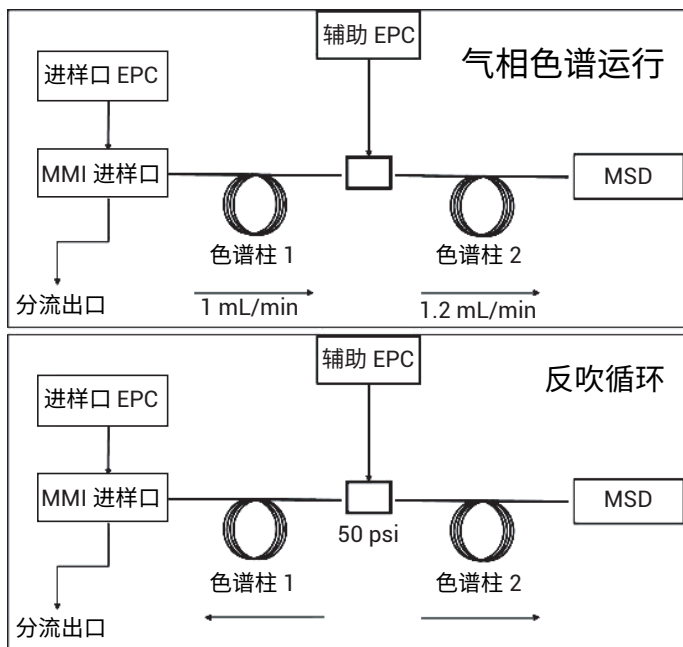 辅助 EPC
气相色谱运行
进样口 EPC
MMI 进样口
MSD
色谱柱 1
色谱柱 2
1 mL/min
1.2 mL/min
分流出口
辅助 EPC
反吹循环
进样口 EPC
MMI 进样口
MSD
50 psi
色谱柱 1
色谱柱 2
分流出口